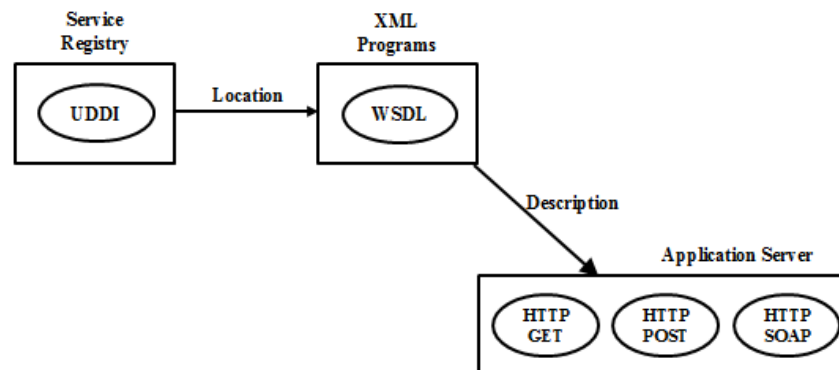 Service
Registry
XML
Programs
UDDI
Location
WSDL
Description
Application Server
HTTP
GET
HTTP
POST
HTTP
SOAP